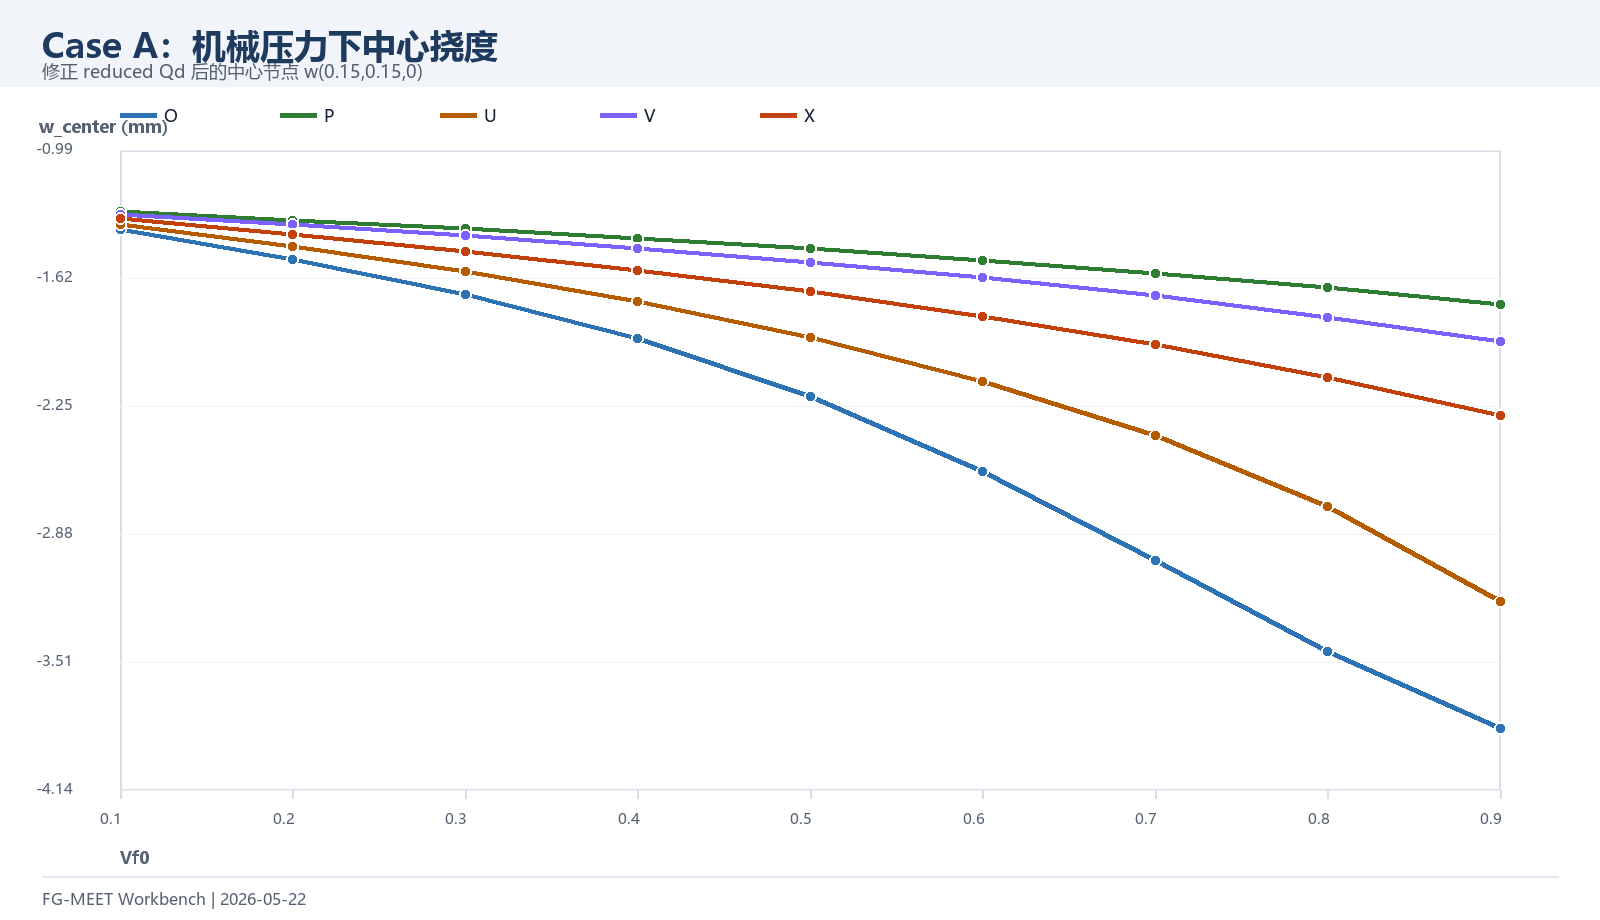 Case A：机械压力下中心挠度
修正 reduced Qd 后的中心节点 w(0.15,0.15,0)
O P U V X
w_center (mm)
-0.99
-1.62
-2.25
-2.88
-3.51
-4.14
0.1 0.2 0.3 0.4 0.5 0.6 0.7 0.8 0.9
Vf0
FG-MEET Workbench | 2026-05-22